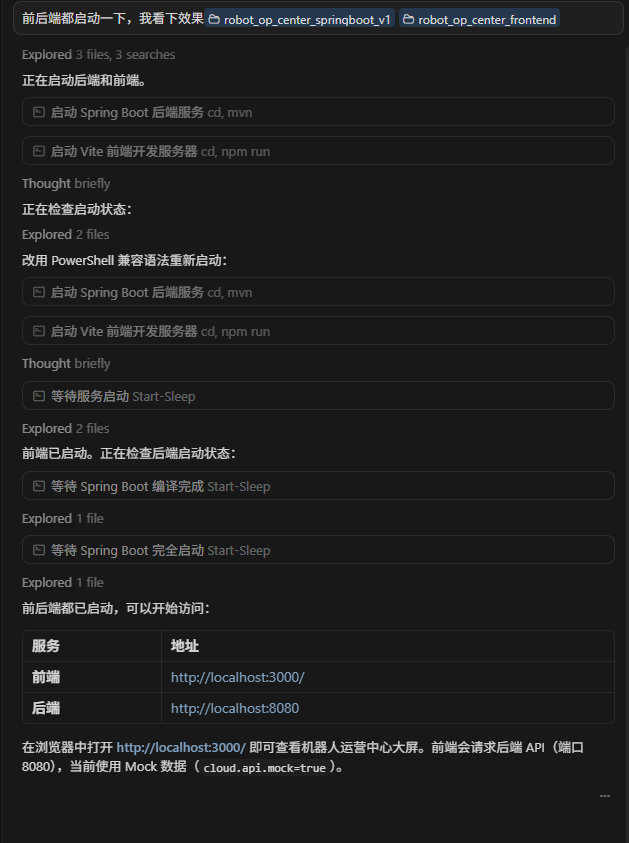 前后端都启动一下，我看下效果 robot_op_center_springboot_v1 robot_op_center_frontend
Explored 3 files, 3 searches
正在启动后端和前端。
启动 Spring Boot 后端服务 cd, mvn
启动 Vite 前端开发服务器 cd, npm run
Thought briefly
正在检查启动状态：
Explored 2 files
改用 PowerShell 兼容语法重新启动：
启动 Spring Boot 后端服务 cd, mvn
启动 Vite 前端开发服务器 cd, npm run
Thought briefly
等待服务启动 Start-Sleep
Explored 2 files
前端已启动。正在检查后端启动状态：
等待 Spring Boot 编译完成 Start-Sleep
Explored 1 file
等待 Spring Boot 完全启动 Start-Sleep
Explored 1 file
前后端都已启动，可以开始访问：
服务 地址
前端 http://localhost:3000/
后端 http://localhost:8080
在浏览器中打开 http://localhost:3000/ 即可查看机器人运营中心大屏。前端会请求后端 API（端口
8080），当前使用 Mock 数据（ cloud.api.mock=true ）。
...